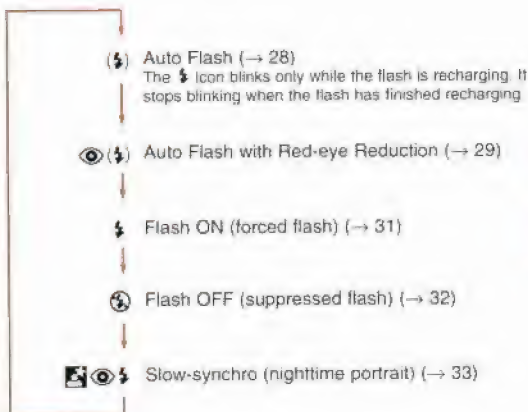 Auto Flash (→ 28)
The icon blinks only while the flash is recharging. It
stops blinking when the flash has finished recharging
Auto Flash with Red-eye Reduction (→ 29)
Flash ON (forced flash) (→ 31)
Flash OFF (suppressed flash) (→ 32)
Slow-synchro (nighttime portrait) (→ 33)